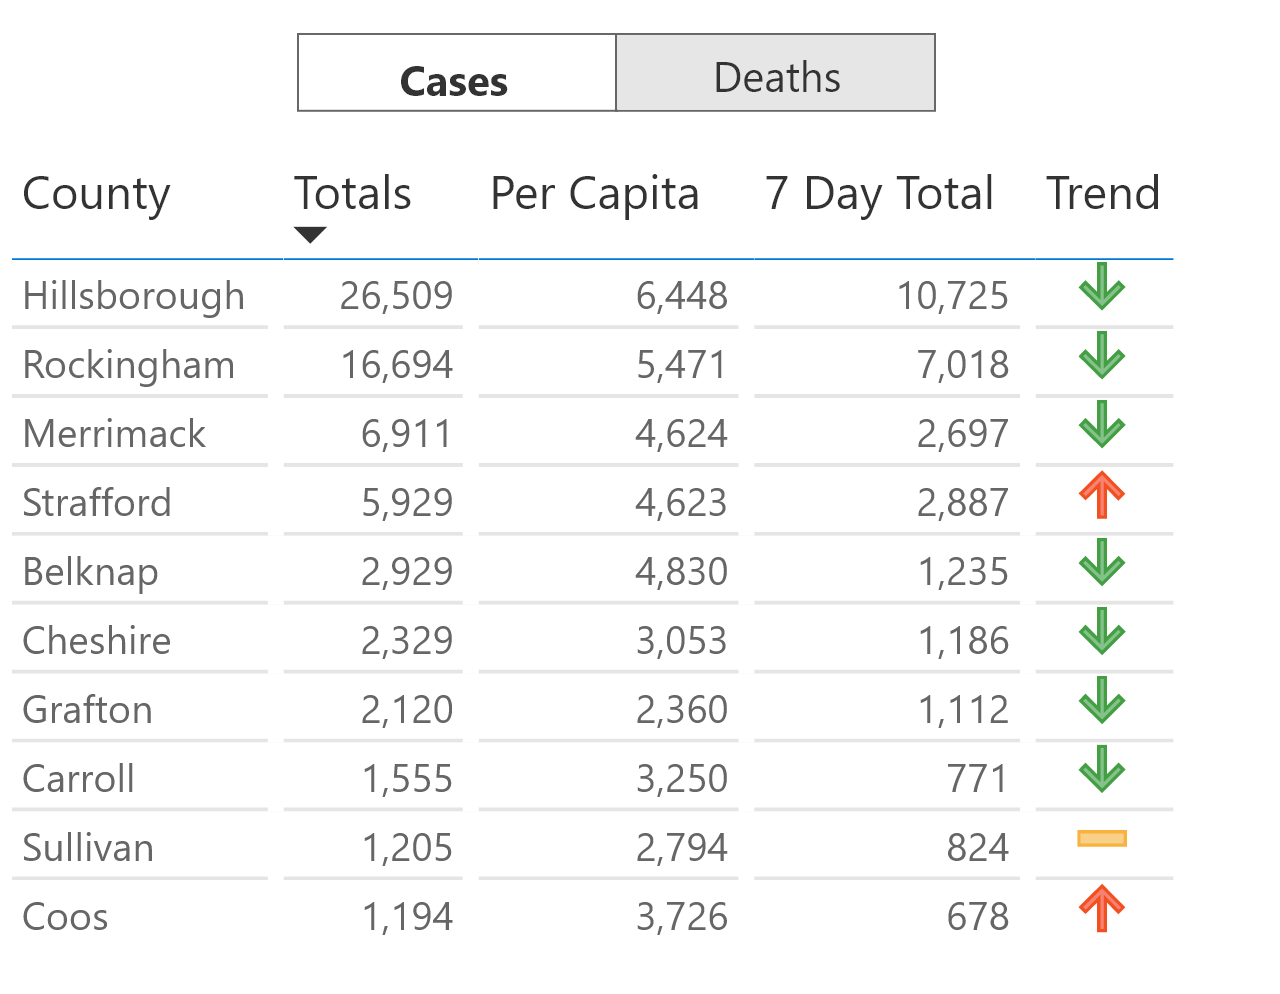 Cases Deaths
County Totals Per Capita 7 Day Total Trend
Hillsborough 26,509 6,448 10,725
Rockingham 16,694 5,471 7,018
Merrimack 6,911 4,624 2,697
Strafford 5,929 4,623 2,887
Belknap 2,929 4,830 1,235
Cheshire 2,329 3,053 1,186
Grafton 2,120 2,360 1,112
Carroll 1,555 3,250 771
Sullivan 1,205 2,794 824
Coos 1,194 3,726 678